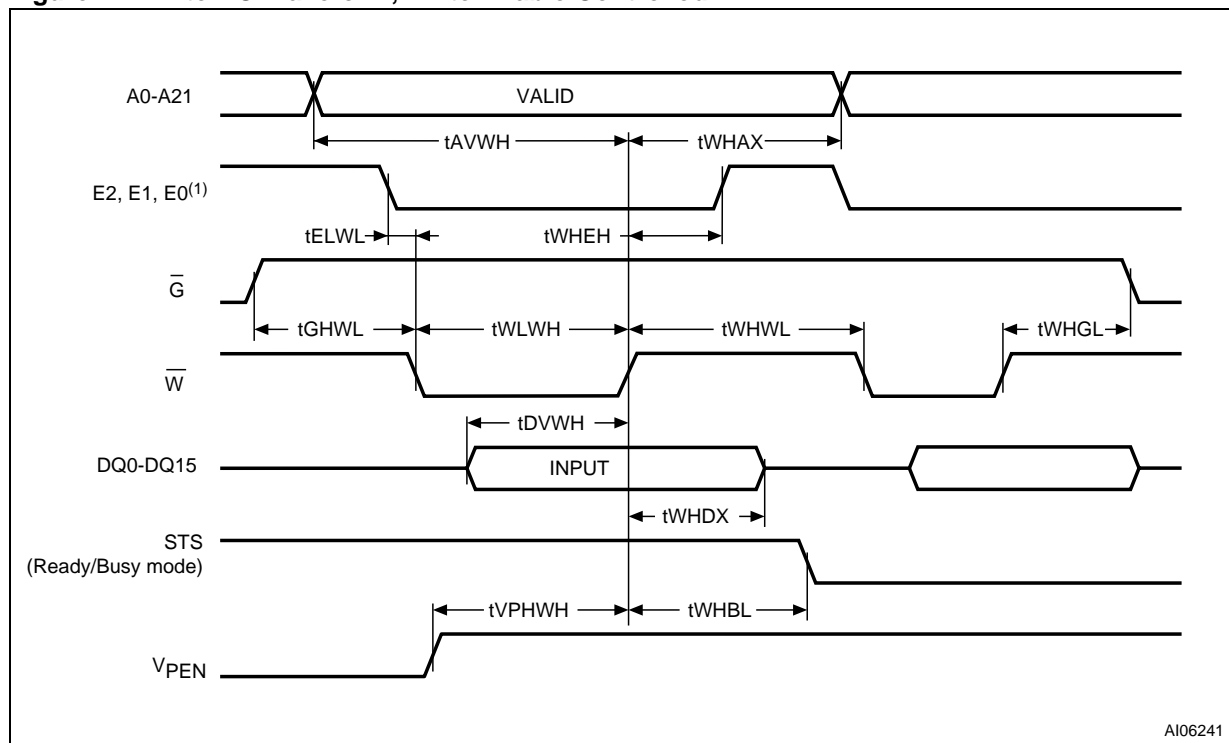 A0-A21
VALID
tAVWH
tWHAX
E2, E1, E0(1)
tELWL
tWHEH
G
tGHWL
tWLWH
tWHWL
tWHGL
W
tDVWH
DQ0-DQ15
INPUT
tWHDX
STS
(Ready/Busy mode)
tVPHWH
tWHBL
VPEN
AI06241